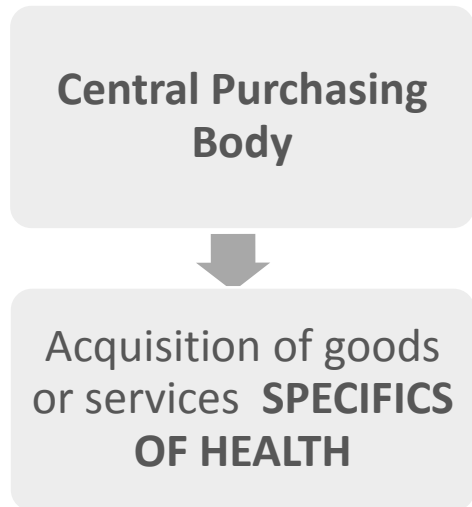 Central Purchasing
Body
Acquisition of goods
or services SPECIFICS
OF HEALTH